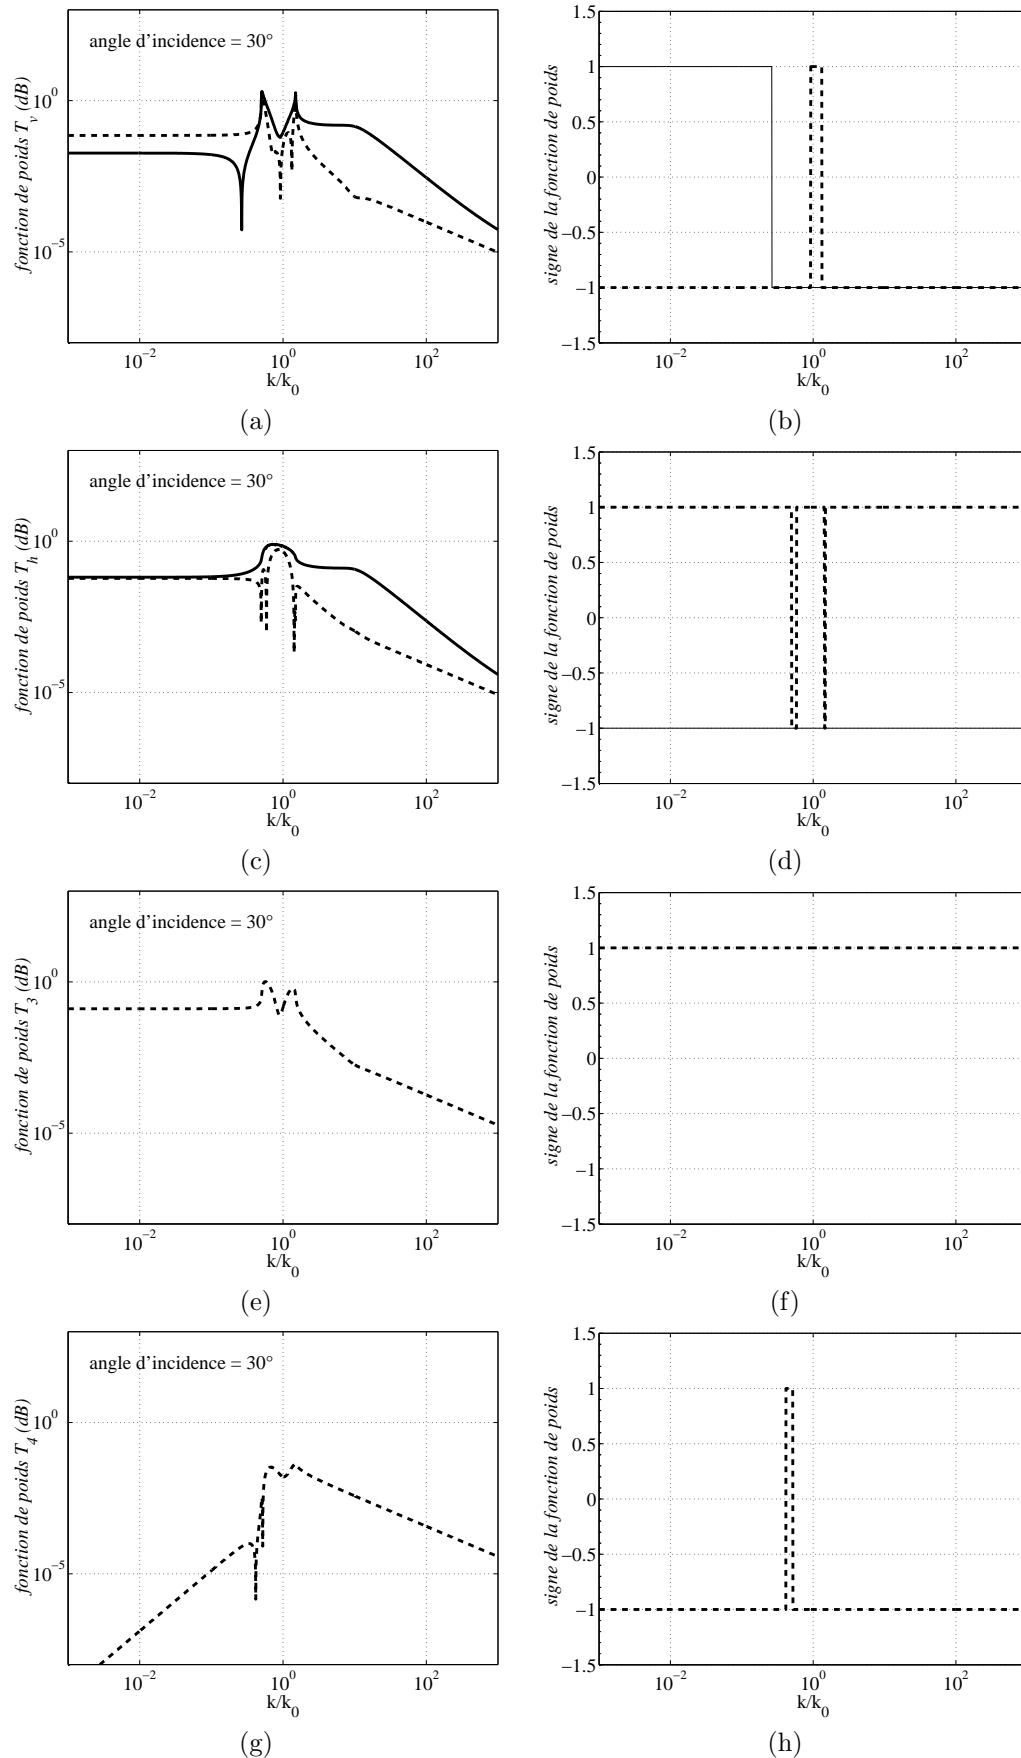 angle d'incidence = 30°
fonction de poids T_v (dB)
10^0
10^−5
10^−2
10^0
10^2
k/k_0
(a)
signe de la fonction de poids
1.5
1
0.5
0
−0.5
−1
−1.5
10^−2
10^0
10^2
k/k_0
(b)
angle d'incidence = 30°
fonction de poids T_h (dB)
10^0
10^−5
10^−2
10^0
10^2
k/k_0
(c)
signe de la fonction de poids
1.5
1
0.5
0
−0.5
−1
−1.5
10^−2
10^0
10^2
k/k_0
(d)
angle d'incidence = 30°
fonction de poids T_3 (dB)
10^0
10^−5
10^−2
10^0
10^2
k/k_0
(e)
signe de la fonction de poids
1.5
1
0.5
0
−0.5
−1
−1.5
10^−2
10^0
10^2
k/k_0
(f)
angle d'incidence = 30°
fonction de poids T_4 (dB)
10^0
10^−5
10^−2
10^0
10^2
k/k_0
(g)
signe de la fonction de poids
1.5
1
0.5
0
−0.5
−1
−1.5
10^−2
10^0
10^2
k/k_0
(h)